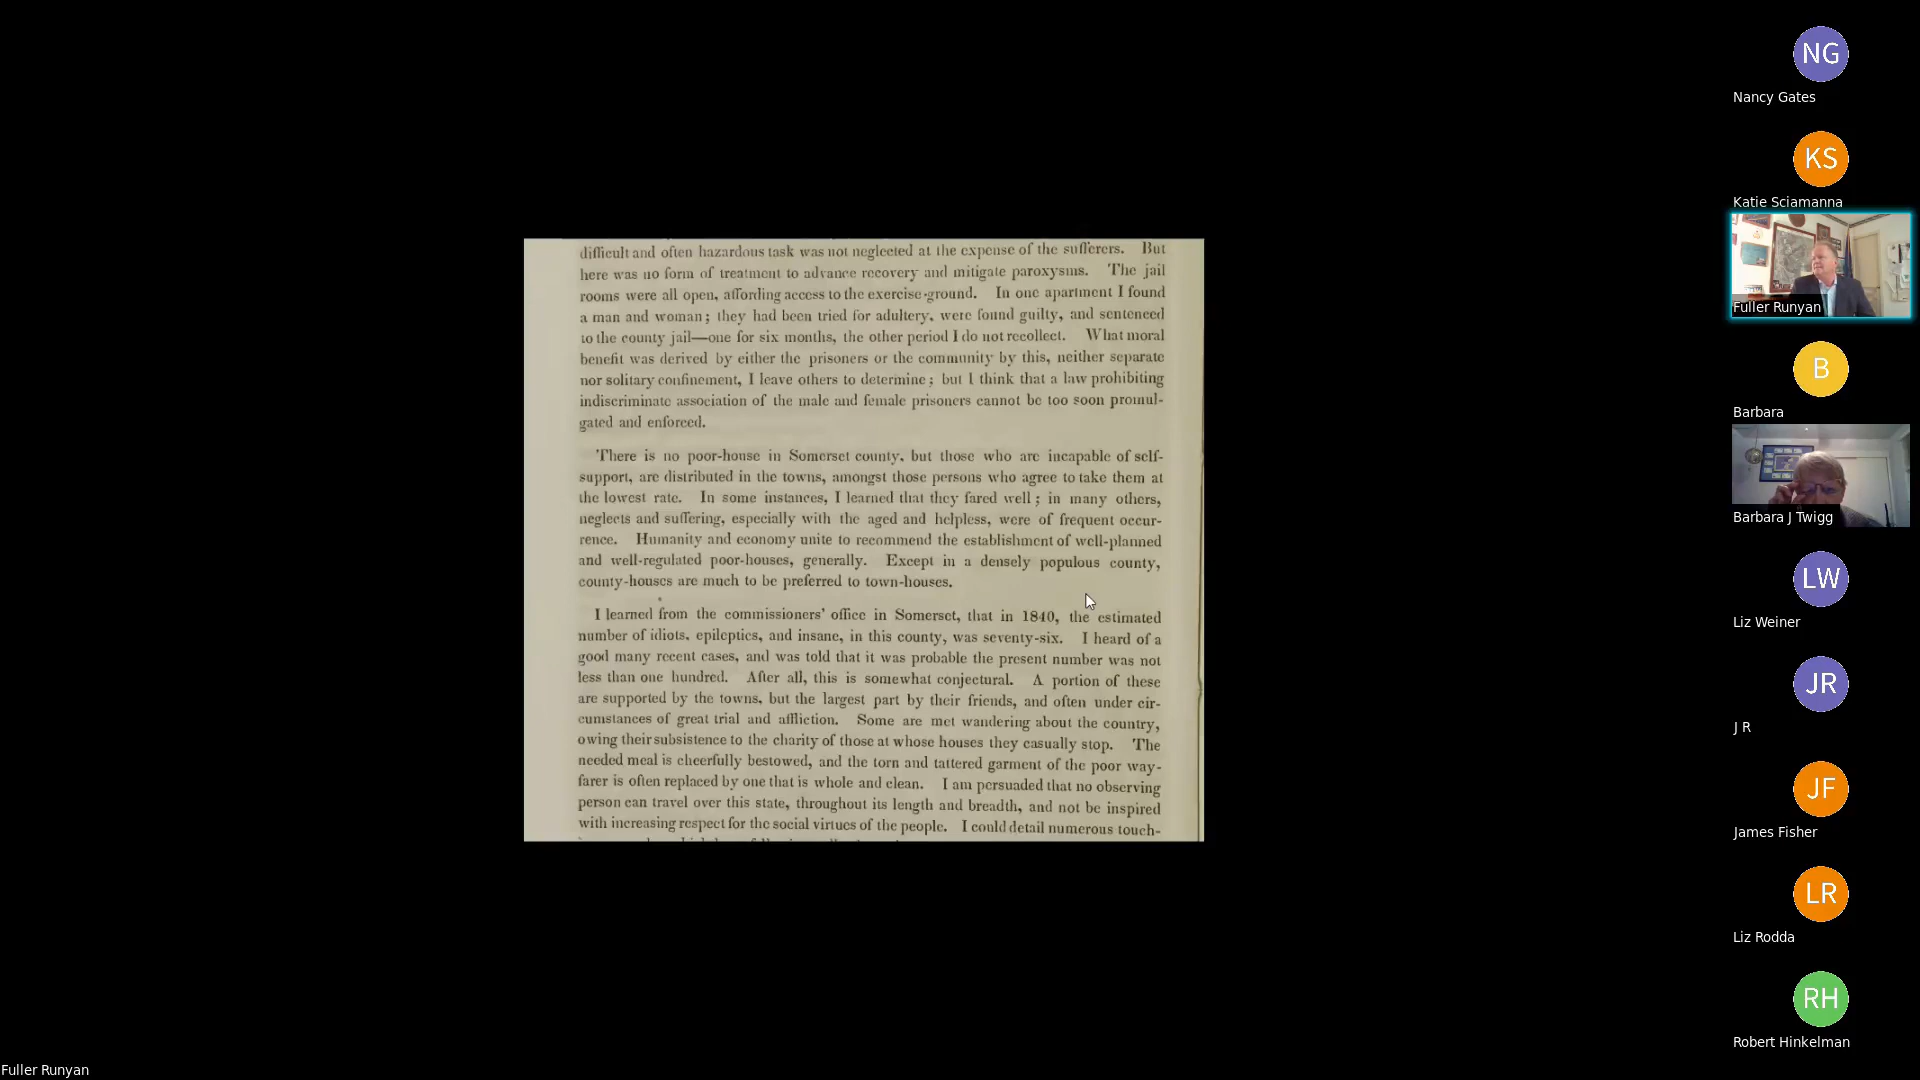 difficult and often hazardous task was not neglected at the expense of the sufferers. But
here was no form of treatment to advance recovery and mitigate paroxysms. The jail
rooms were all open, affording access to the exercise-ground. In one apartment I found
a man and woman; they had been tried for adultery, were found guilty, and sentenced
to the county jail—one for six months, the other period I do not recollect. What moral
benefit was derived by either the prisoners or the community by this, neither separate
nor solitary confinement, I leave others to determine; but I think that a law prohibiting
indiscriminate association of the male and female prisoners cannot be too soon promul-
gated and enforced.
There is no poor-house in Somerset county, but those who are incapable of self-
support, are distributed in the towns, amongst those persons who agree to take them at
the lowest rate. In some instances, I learned that they fared well; in many others,
neglects and suffering, especially with the aged and helpless, were of frequent occur-
rence. Humanity and economy unite to recommend the establishment of well-planned
and well-regulated poor-houses, generally. Except in a densely populous county,
county-houses are much to be preferred to town-houses.
I learned from the commissioners' office in Somerset, that in 1840, the estimated
number of idiots, epileptics, and insane, in this county, was seventy-six. I heard of a
good many recent cases, and was told that it was probable the present number was not
less than one hundred. After all, this is somewhat conjectural. A portion of these
are supported by the towns, but the largest part by their friends, and often under cir-
cumstances of great trial and affliction. Some are met wandering about the country,
owing their subsistence to the charity of those at whose houses they casually stop. The
needed meal is cheerfully bestowed, and the torn and tattered garment of the poor way-
farer is often replaced by one that is whole and clean. I am persuaded that no observing
person can travel over this state, throughout its length and breadth, and not be inspired
with increasing respect for the social virtues of the people. I could detail numerous touch-
NG
Nancy Gates
KS
Katie Sciamanna
Fuller Runyan
B
Barbara
Barbara J Twigg
LW
Liz Weiner
JR
J R
JF
James Fisher
LR
Liz Rodda
RH
Robert Hinkelman
Fuller Runyan